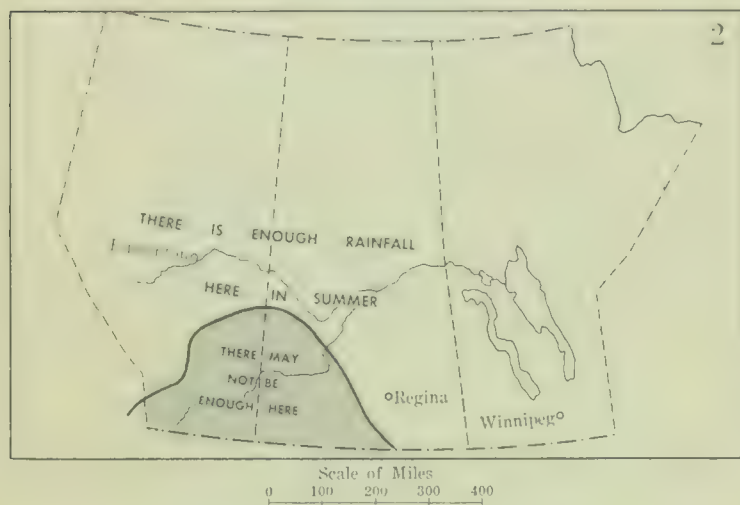 2
THERE IS ENOUGH RAINFALL
HERE IN SUMMER
THERE MAY
NOT BE
ENOUGH HERE
Regina
Winnipeg
Scale of Miles
0 100 200 300 400